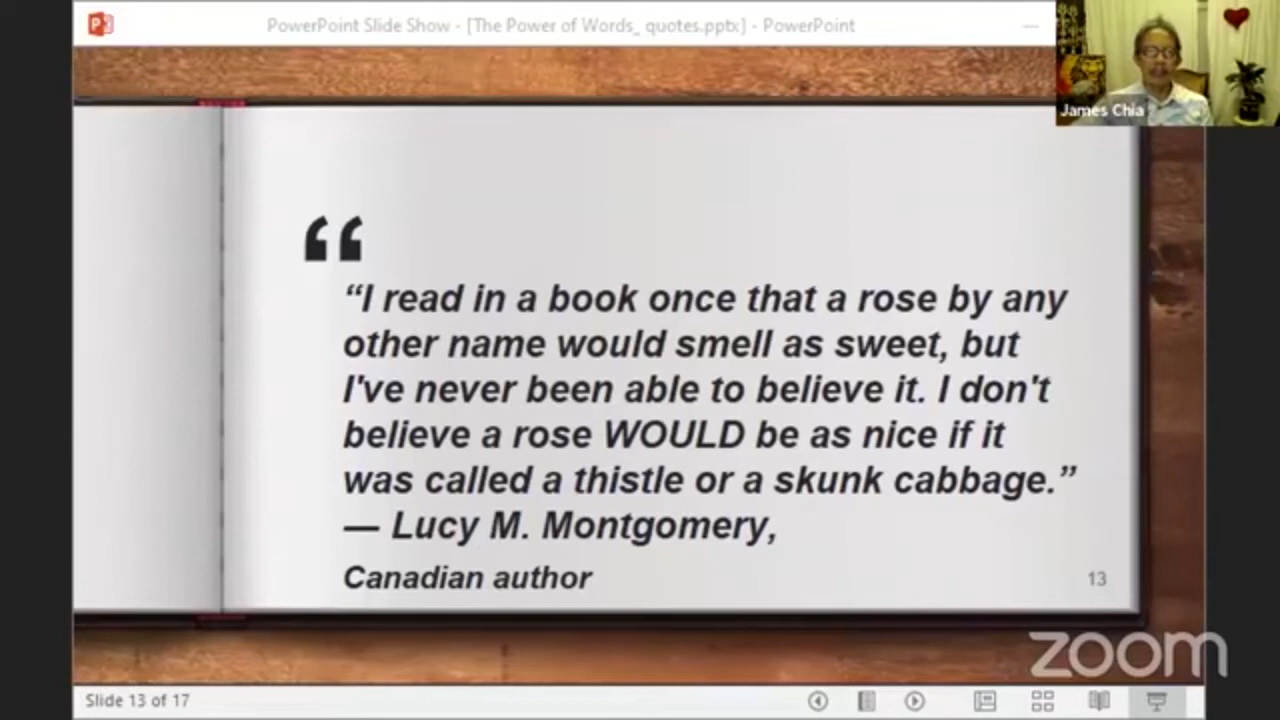 PowerPoint Slide Show - [The Power of Words_ quotes.pptx] - PowerPoint
James Chia
“
“I read in a book once that a rose by any
other name would smell as sweet, but
I've never been able to believe it. I don't
believe a rose WOULD be as nice if it
was called a thistle or a skunk cabbage.”
— Lucy M. Montgomery,
Canadian author
13
zoom
Slide 13 of 17